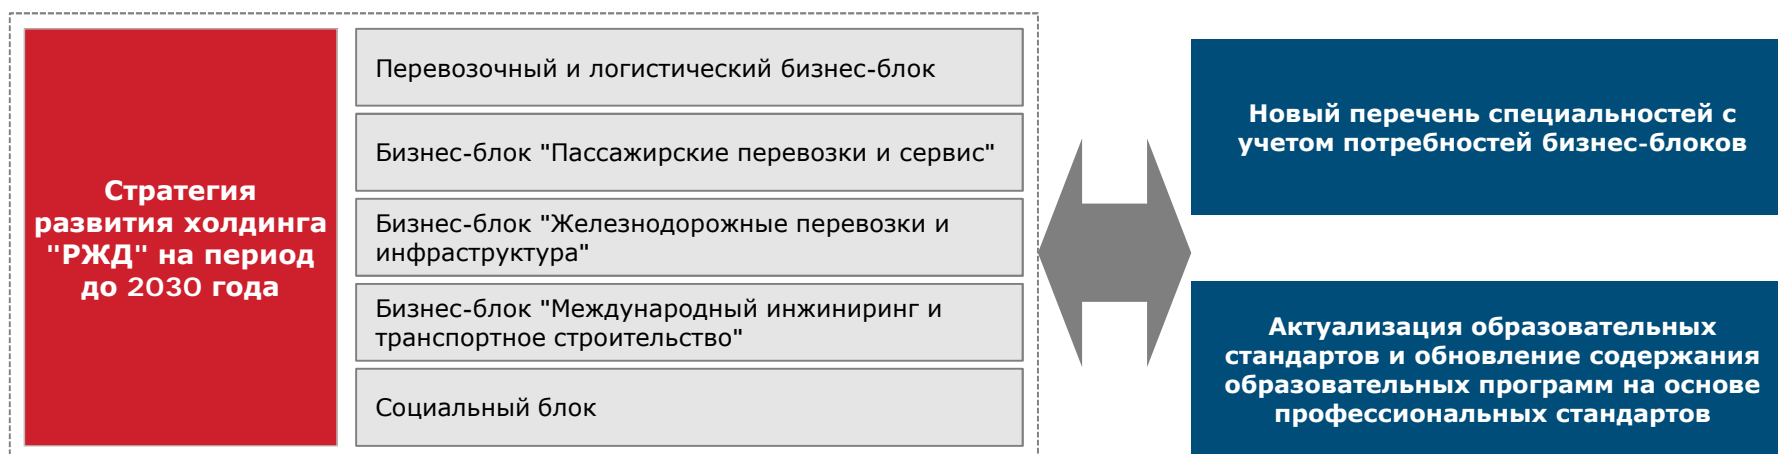 Стратегия
развития холдинга
"РЖД" на период
до 2030 года
Перевозочный и логистический бизнес-блок
Бизнес-блок "Пассажирские перевозки и сервис"
Бизнес-блок "Железнодорожные перевозки и
инфраструктура"
Бизнес-блок "Международный инжиниринг и
транспортное строительство"
Социальный блок
Новый перечень специальностей с
учетом потребностей бизнес-блоков
Актуализация образовательных
стандартов и обновление содержания
образовательных программ на основе
профессиональных стандартов